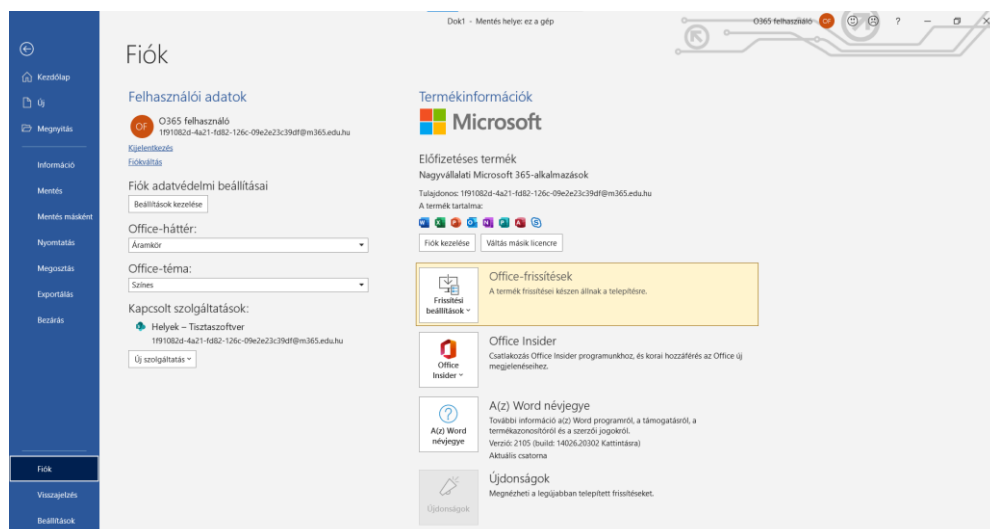 Dok1 - Mentés helye: ez a gép
O365 felhasználó OF ?
Fiók
Kezdőlap
Új
Megnyitás
Információ
Mentés
Mentés másként
Nyomtatás
Megosztás
Exportálás
Bezárás
Fiók
Visszajelzés
Beállítások
Felhasználói adatok
OF
O365 felhasználó
1f91082d-4a21-fd82-126c-09e2e23c39df@m365.edu.hu
Kijelentkezés
Fiókváltás
Fiók adatvédelmi beállításai
Beállítások kezelése
Office-háttér:
Áramkör
Office-téma:
Színes
Kapcsolt szolgáltatások:
Helyek – Tisztaszoftver
1f91082d-4a21-fd82-126c-09e2e23c39df@m365.edu.hu
Új szolgáltatás
Termékinformációk
Microsoft
Előfizetéses termék
Nagyvállalati Microsoft 365-alkalmazások
Tulajdonos: 1f91082d-4a21-fd82-126c-09e2e23c39df@m365.edu.hu
A termék tartalma:
Fiók kezelése
Váltás másik licencre
Frissítési
beállítások
Office-frissítések
A termék frissítései készen állnak a telepítésre.
Office
Insider
Office Insider
Csatlakozás Office Insider programunkhoz, és korai hozzáférés az Office új
megjelenéseihez.
A(z) Word
névjegye
A(z) Word névjegye
További információ a(z) Word programról, a támogatásról, a
termékazonosítóról és a szerzői jogokról.
Verzió: 2105 (build: 14026.20302 Kattintásra)
Aktuális csatorna
Újdonságok
Újdonságok
Megnézheti a legújabban telepített frissítéseket.